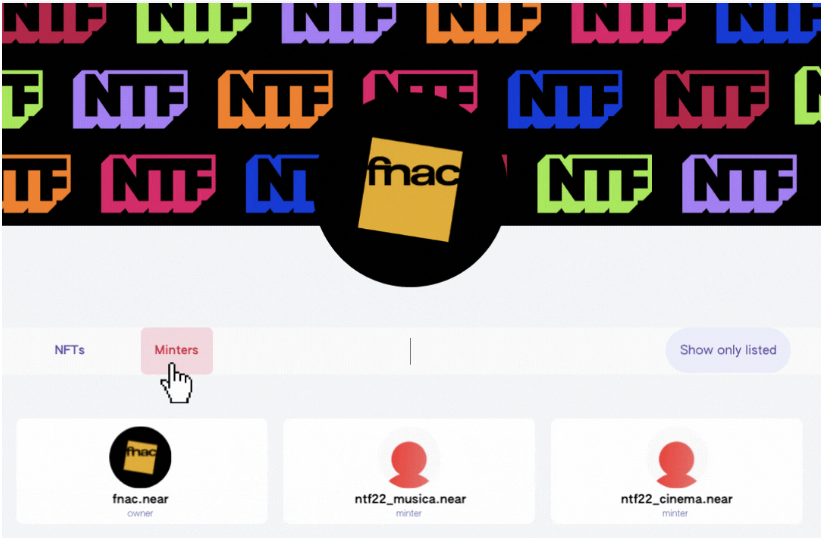 NTF NTF NTF NTF NTF NTF
NTF NTF NTF NTF NTF NTF
NTF NTF NTF NTF NTF
fnac
NFTs Minters Show only listed
fnac
fnac.near ntf22_musica.near ntf22_cinema.near
owner minter minter